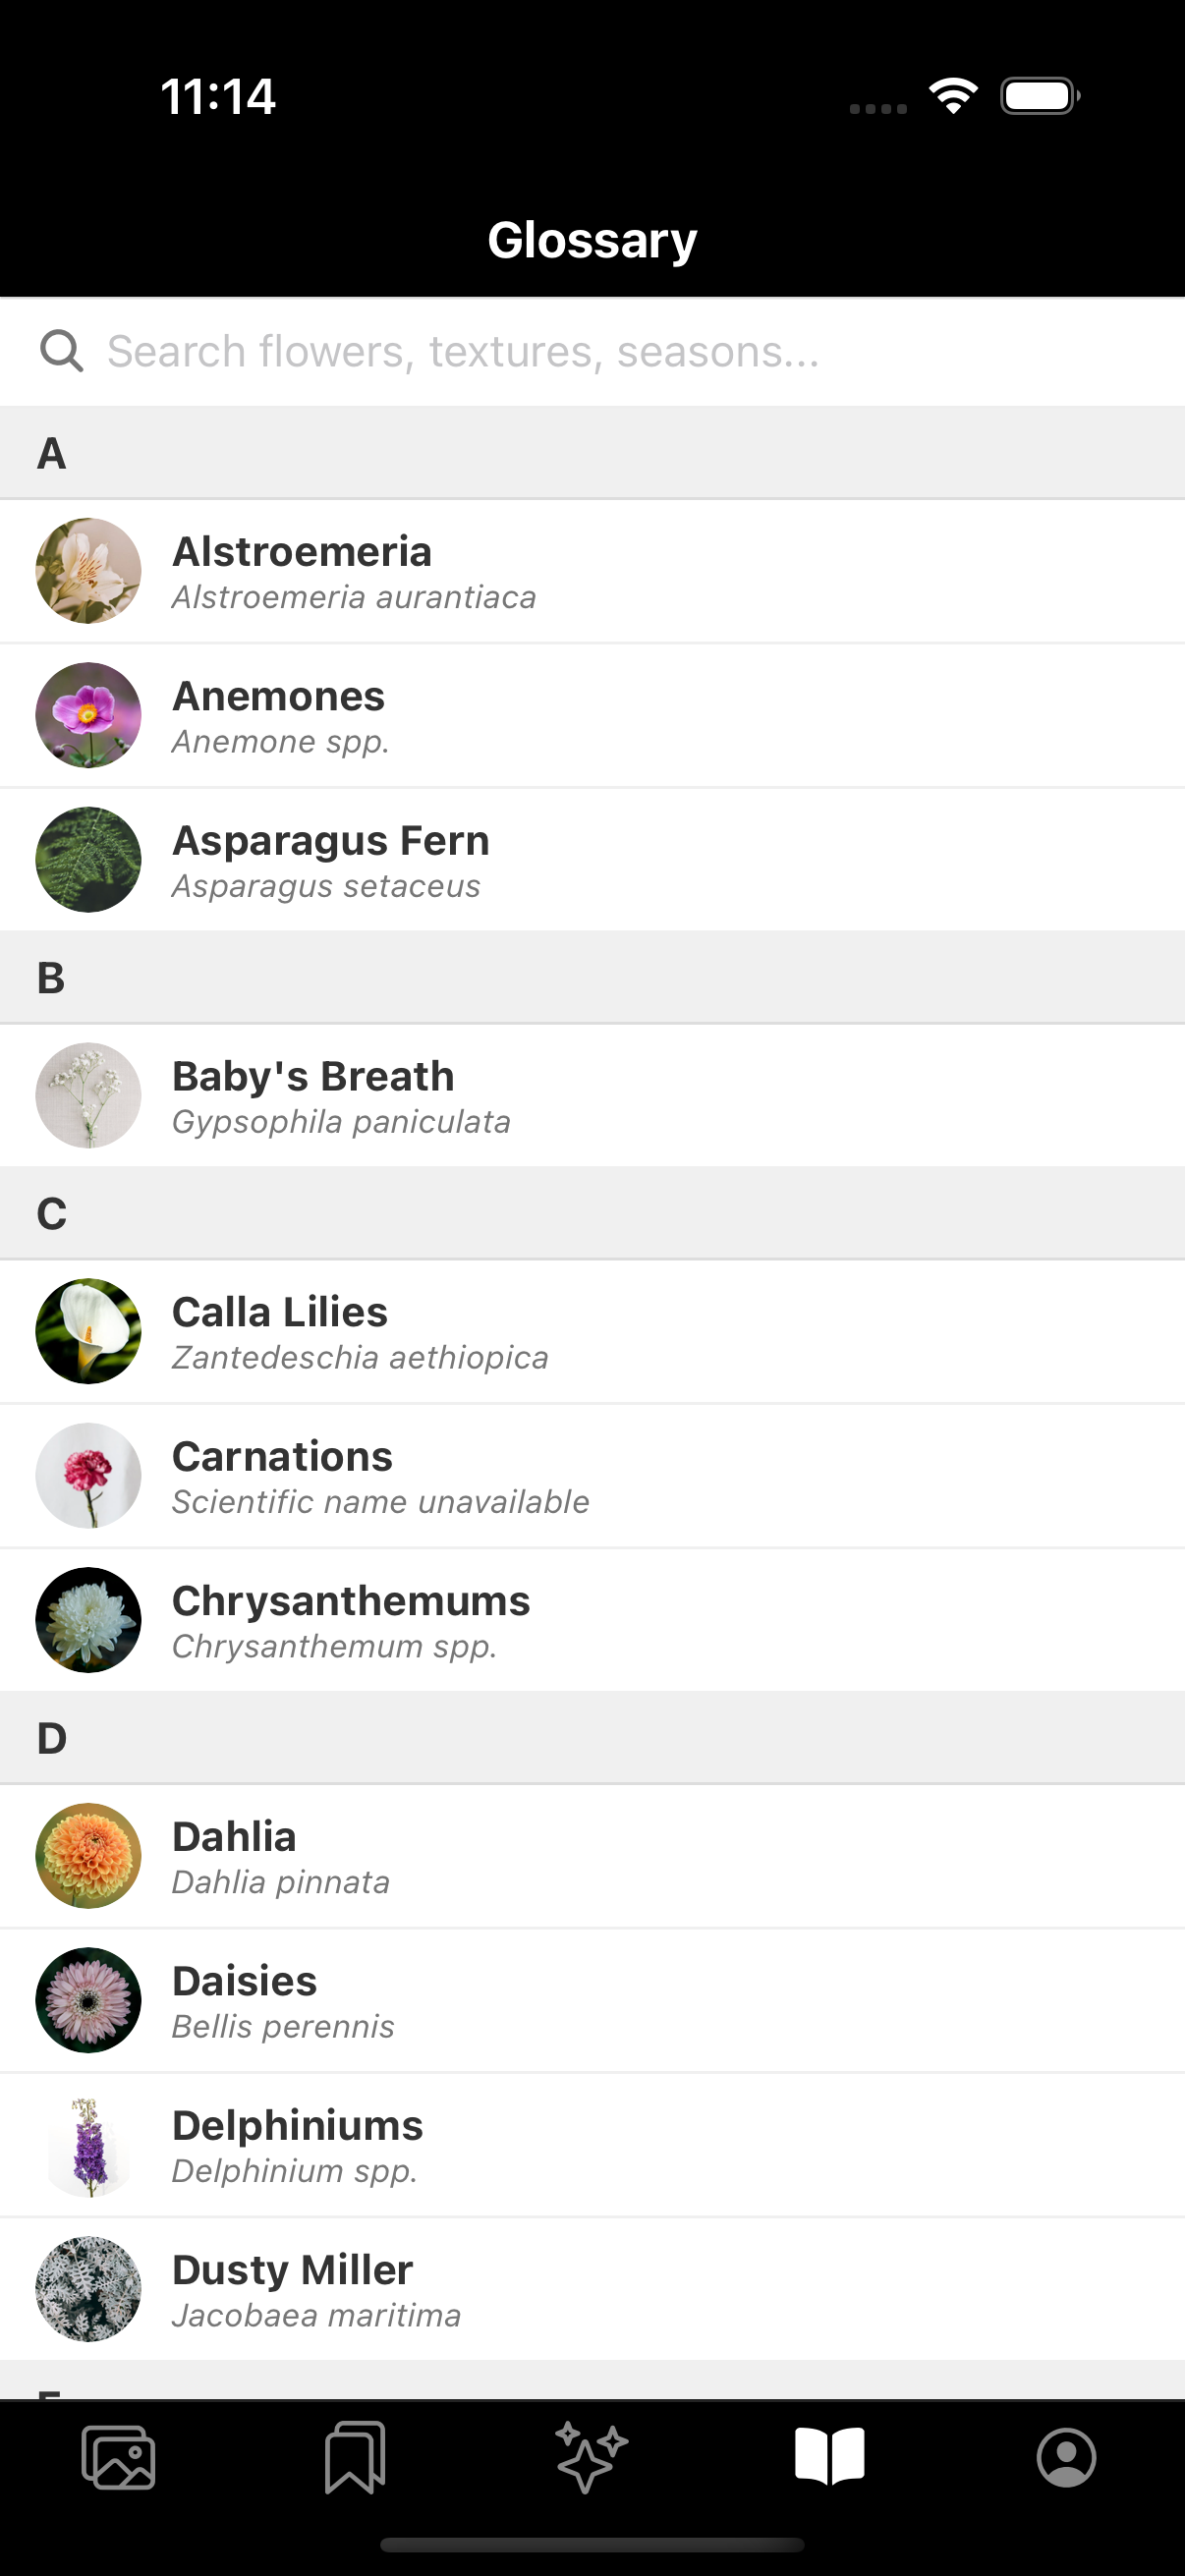 11:14
Glossary
Search flowers, textures, seasons...
A
Alstroemeria
Alstroemeria aurantiaca
Anemones
Anemone spp.
Asparagus Fern
Asparagus setaceus
B
Baby's Breath
Gypsophila paniculata
C
Calla Lilies
Zantedeschia aethiopica
Carnations
Scientific name unavailable
Chrysanthemums
Chrysanthemum spp.
D
Dahlia
Dahlia pinnata
Daisies
Bellis perennis
Delphiniums
Delphinium spp.
Dusty Miller
Jacobaea maritima